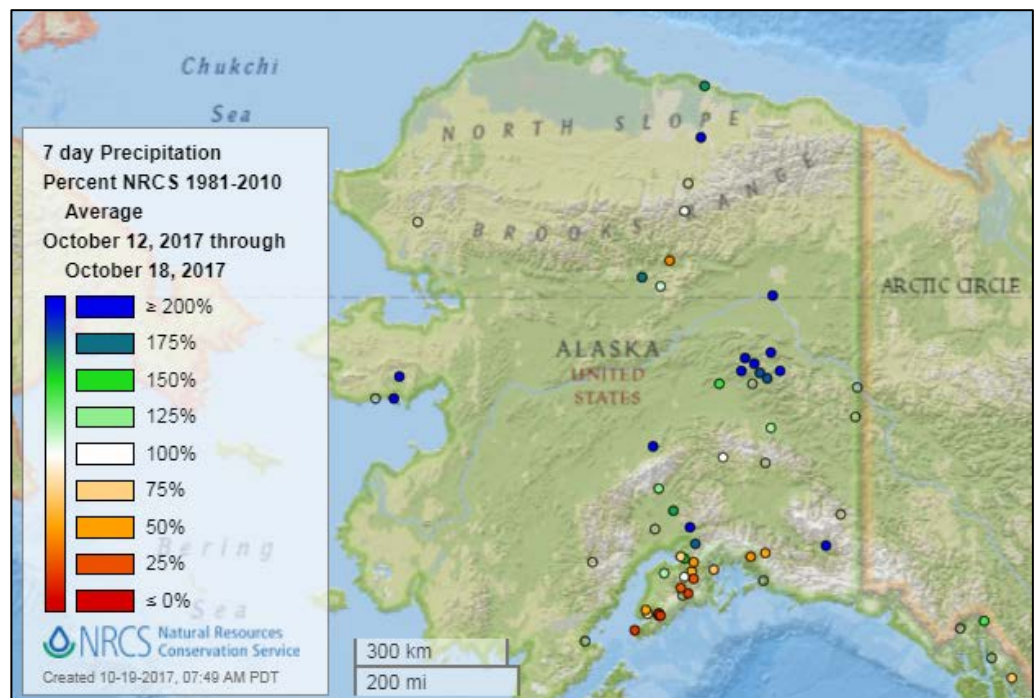 Chukchi
Sea
NORTH SLOPE
BROOKS RANGE
ARCTIC CIRCLE
ALASKA
UNITED
STATES
Bering
Sea
7 day Precipitation
Percent NRCS 1981-2010
Average
October 12, 2017 through
October 18, 2017
≥ 200%
175%
150%
125%
100%
75%
50%
25%
≤ 0%
NRCS Natural Resources
Conservation Service
Created 10-19-2017, 07:49 AM PDT
300 km
200 mi